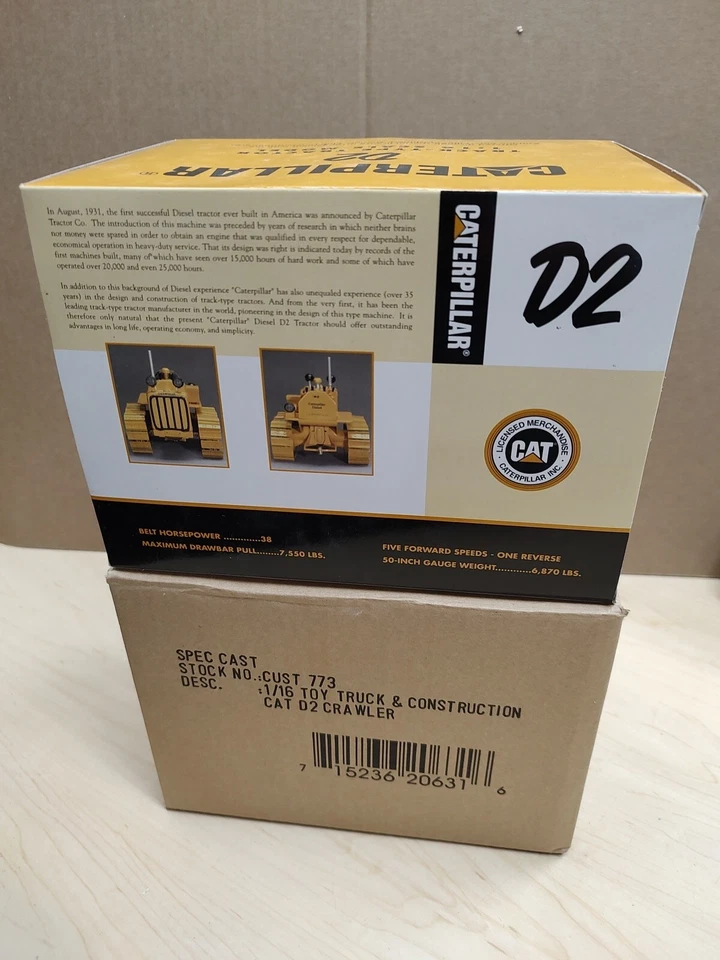 CATERPILLAR®
D2
TRACK TRACTOR
1:16 SCALE MODEL
In August, 1931, the first successful Diesel tractor ever built in America was announced by Caterpillar
Tractor Co. The introduction of this machine was preceded by years of research in which neither brains
nor money were spared in order to obtain an engine that was qualified in every respect for dependable,
economical operation in heavy-duty service. That its design was right is indicated today by records of the
first machines built, many of which have seen over 15,000 hours of hard work and some of which have
operated over 20,000 and even 25,000 hours.
In addition to this background of Diesel experience "Caterpillar" has also unequaled experience (over 35
years) in the design and construction of track-type tractors. And from the very first, it has been the
leading track-type tractor manufacturer in the world, pioneering in the design of this type machine. It is
therefore only natural that the present "Caterpillar" Diesel D2 Tractor should offer outstanding
advantages in long life, operating economy, and simplicity.
CATERPILLAR®
D2
LICENSED MERCHANDISE
CAT
CATERPILLAR INC.
BELT HORSEPOWER .............38
MAXIMUM DRAWBAR PULL........7,550 LBS.
FIVE FORWARD SPEEDS - ONE REVERSE
50-INCH GAUGE WEIGHT............6,870 LBS.
SPEC CAST
STOCK NO.:CUST 773
DESC. :1/16 TOY TRUCK & CONSTRUCTION
CAT D2 CRAWLER
7 15236 20631 6